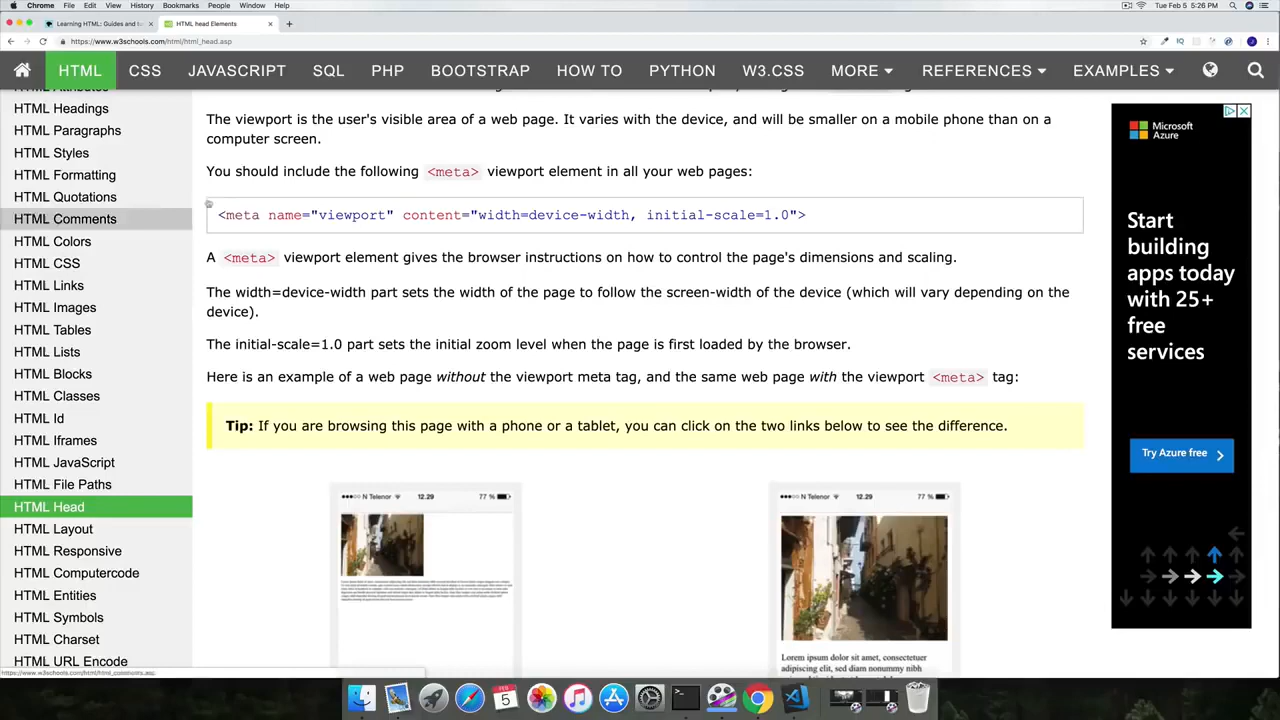 Chrome File Edit View History Bookmarks People Window Help
Tue Feb 5 5:26 PM
HTML head Elements
https://www.w3schools.com/html/html_head.asp
HTML CSS JAVASCRIPT SQL PHP BOOTSTRAP HOW TO PYTHON W3.CSS MORE REFERENCES EXAMPLES
HTML Attributes
HTML Headings
HTML Paragraphs
HTML Styles
HTML Formatting
HTML Quotations
HTML Comments
HTML Colors
HTML CSS
HTML Links
HTML Images
HTML Tables
HTML Lists
HTML Blocks
HTML Classes
HTML Id
HTML Iframes
HTML JavaScript
HTML File Paths
HTML Head
HTML Layout
HTML Responsive
HTML Computercode
HTML Entities
HTML Symbols
HTML Charset
HTML URL Encode
https://www.w3schools.com/html/html_comments.asp
The viewport is the user's visible area of a web page. It varies with the device, and will be smaller on a mobile phone than on a
computer screen.
You should include the following <meta> viewport element in all your web pages:
<meta name="viewport" content="width=device-width, initial-scale=1.0">
A <meta> viewport element gives the browser instructions on how to control the page's dimensions and scaling.
The width=device-width part sets the width of the page to follow the screen-width of the device (which will vary depending on the
device).
The initial-scale=1.0 part sets the initial zoom level when the page is first loaded by the browser.
Here is an example of a web page without the viewport meta tag, and the same web page with the viewport <meta> tag:
Tip: If you are browsing this page with a phone or a tablet, you can click on the two links below to see the difference.
N Telenor 12.29 77 %
N Telenor 12.29 77 %
Lorem ipsum dolor sit amet, consectetuer
adipiscing elit, sed diam nonummy nibh
Microsoft
Azure
Start
building
apps today
with 25+
free
services
Try Azure free
FEB
5